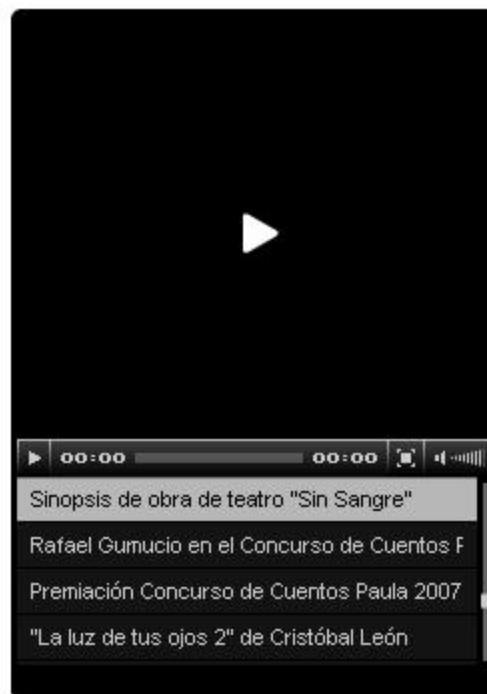 00:00 00:00
Sinopsis de obra de teatro "Sin Sangre"
Rafael Gumucio en el Concurso de Cuentos
Premiación Concurso de Cuentos Paula 2007
"La luz de tus ojos 2" de Cristóbal León